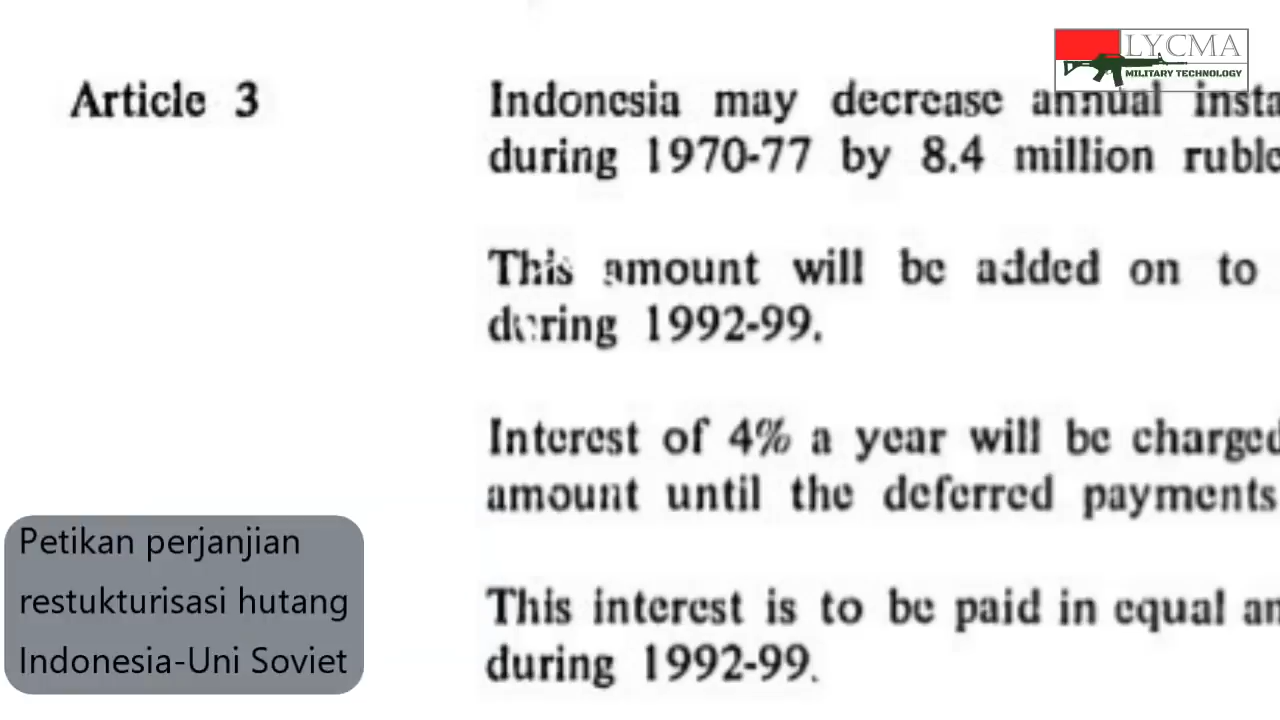 LYCMA
MILITARY TECHNOLOGY
Article 3
Indonesia may decrease annual
during 1970-77 by 8.4 million
This amount will be added on to
during 1992-99.
Interest of 4% a year will be
amount until the deferred payments
This interest is to be paid in equal
during 1992-99.
Petikan perjanjian
restukturisasi hutang
Indonesia-Uni Soviet